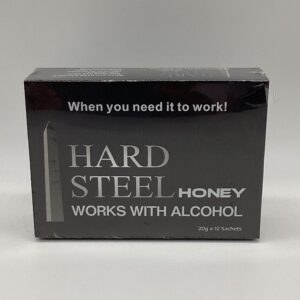 When you need it to work!
HARD
STEEL HONEY
WORKS WITH ALCOHOL
20g x 12 Sachets